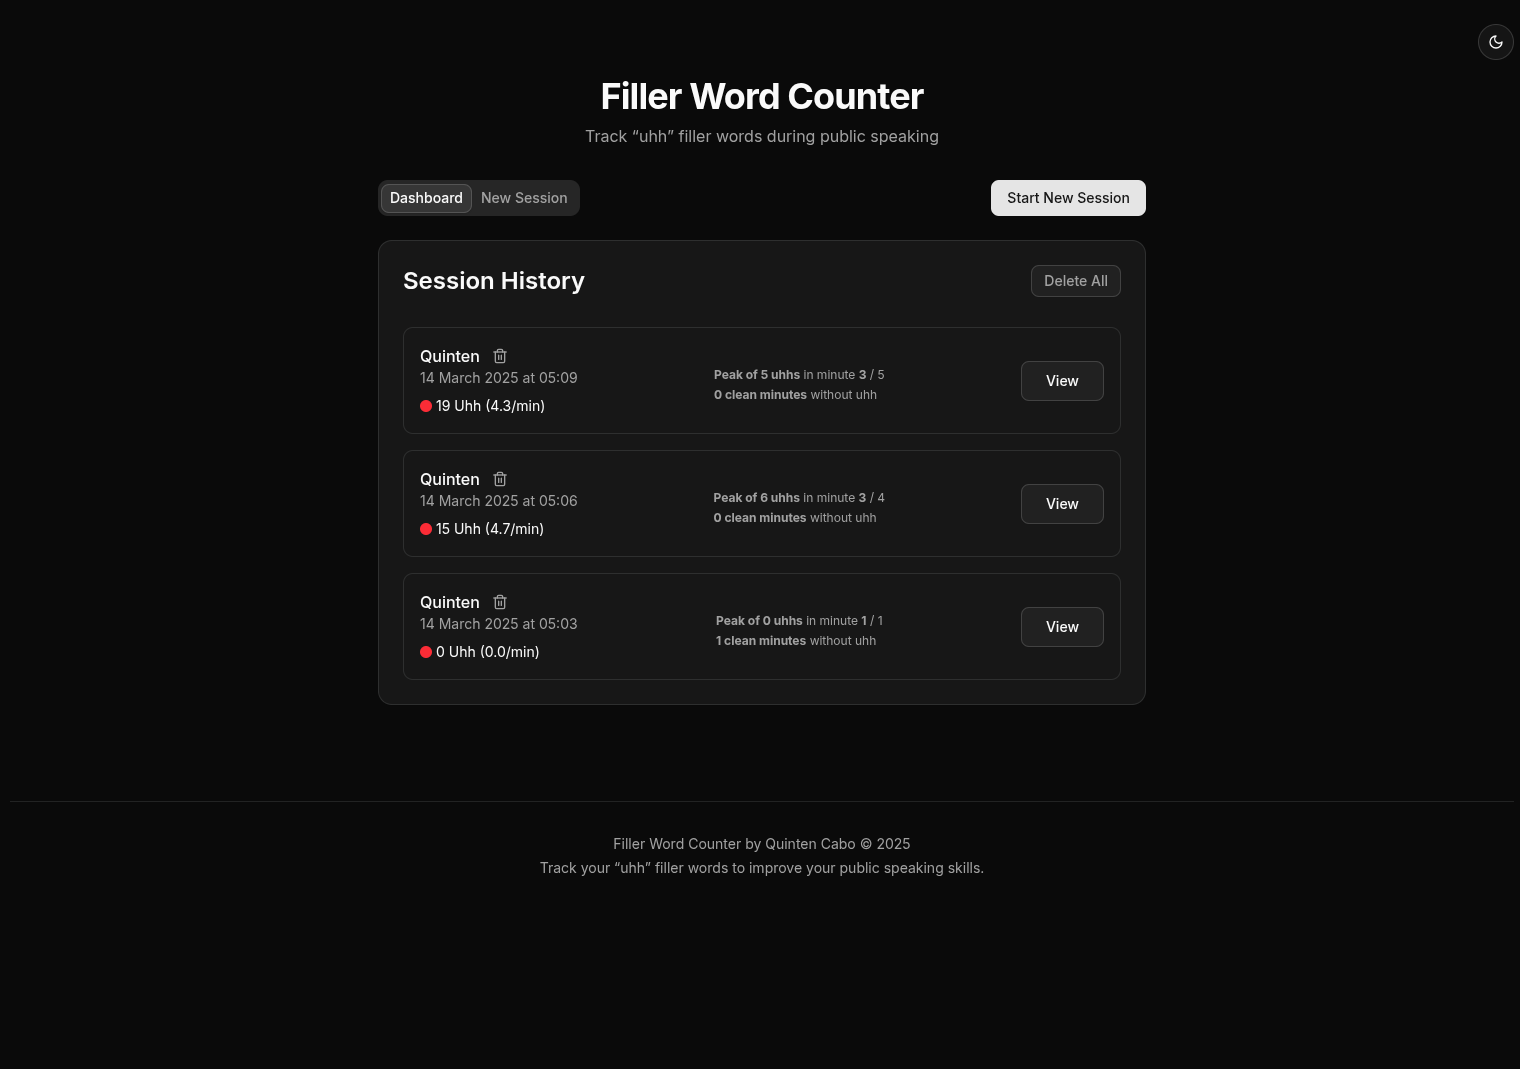 Filler Word Counter
Track “uhh” filler words during public speaking
Dashboard New Session Start New Session
Session History Delete All
Quinten
14 March 2025 at 05:09
19 Uhh (4.3/min)
Peak of 5 uhhs in minute 3 / 5
0 clean minutes without uhh
View
Quinten
14 March 2025 at 05:06
15 Uhh (4.7/min)
Peak of 6 uhhs in minute 3 / 4
0 clean minutes without uhh
View
Quinten
14 March 2025 at 05:03
0 Uhh (0.0/min)
Peak of 0 uhhs in minute 1 / 1
1 clean minutes without uhh
View
Filler Word Counter by Quinten Cabo © 2025
Track your “uhh” filler words to improve your public speaking skills.